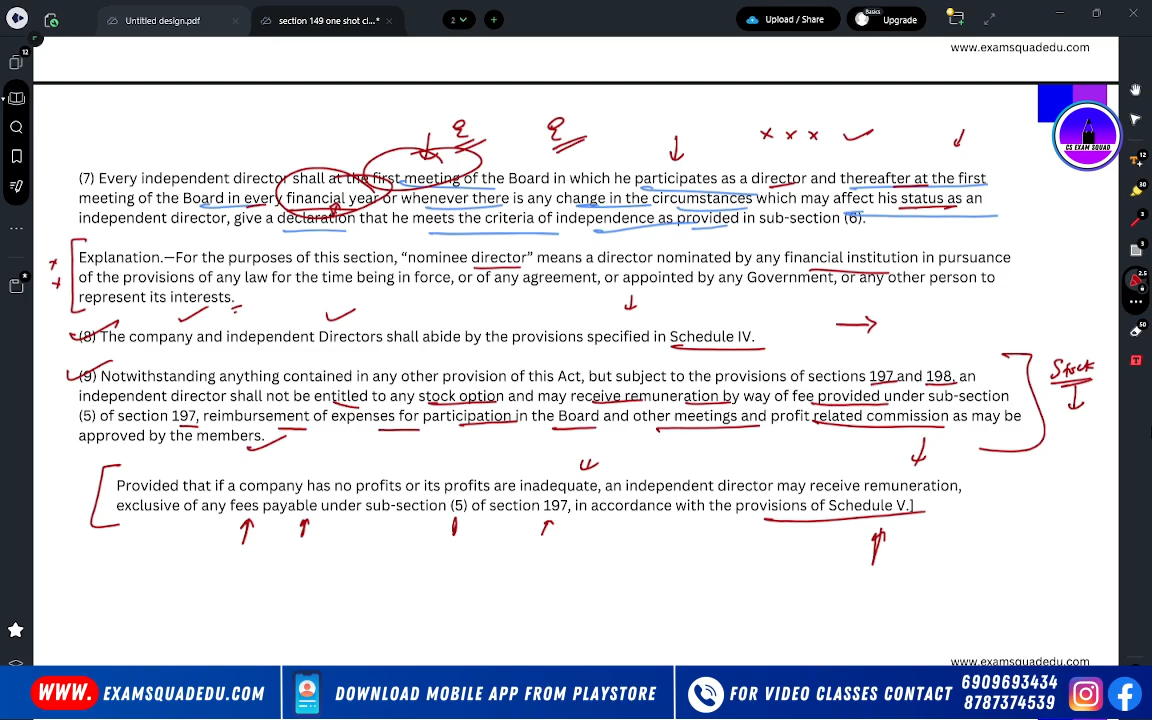 Untitled design.pdf
section 149 one shot cl...*
2
Upload / Share
Basics
Upgrade
12
www.examsquadedu.com
CS EXAM SQUAD
(7) Every independent director shall at the first meeting of the Board in which he participates as a director and thereafter at the first
meeting of the Board in every financial year or whenever there is any change in the circumstances which may affect his status as an
independent director, give a declaration that he meets the criteria of independence as provided in sub-section (6).
Explanation.—For the purposes of this section, “nominee director” means a director nominated by any financial institution in pursuance
of the provisions of any law for the time being in force, or of any agreement, or appointed by any Government, or any other person to
represent its interests.
(8) The company and independent Directors shall abide by the provisions specified in Schedule IV.
(9) Notwithstanding anything contained in any other provision of this Act, but subject to the provisions of sections 197 and 198, an
independent director shall not be entitled to any stock option and may receive remuneration by way of fee provided under sub-section
(5) of section 197, reimbursement of expenses for participation in the Board and other meetings and profit related commission as may be
approved by the members.
Stock
Provided that if a company has no profits or its profits are inadequate, an independent director may receive remuneration,
exclusive of any fees payable under sub-section (5) of section 197, in accordance with the provisions of Schedule V.]
12
30
3
3
2.5
50
www.examsquadedu.com
WWW. EXAMSQUADEDU.COM
DOWNLOAD MOBILE APP FROM PLAYSTORE
FOR VIDEO CLASSES CONTACT
6909693434
8787374539